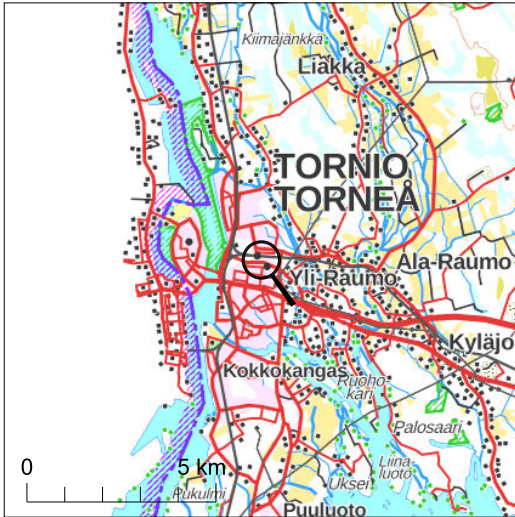 Kiimajänkkä
Liakka
TORNIO
TORNEÅ
Yli-Raumo
Ala-Raumo
Kyläjo
Kokkokangas
Ruoho-
kari
Palosaari
Liina-
luoto
0
5 km
Uksei
Pukulmi
Puuluoto